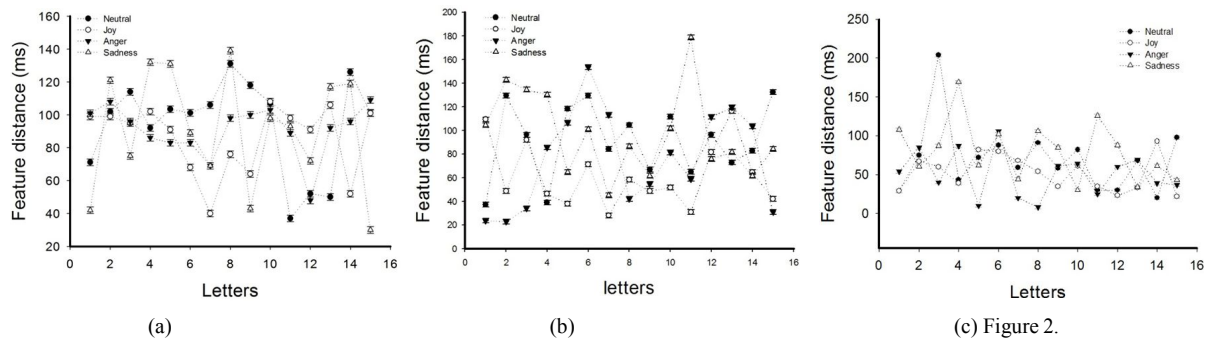 Neutral
Joy
Anger
Sadness
Feature distance (ms)
140
120
100
80
60
40
20
0 2 4 6 8 10 12 14 16
Letters
(a)
Neutral
Joy
Anger
Sadness
Feature distance (ms)
200
180
160
140
120
100
80
60
40
20
0
0 2 4 6 8 10 12 14 16
letters
(b)
Neutral
Joy
Anger
Sadness
Feature distance (ms)
250
200
150
100
50
0
0 2 4 6 8 10 12 14 16
Letters
(c) Figure 2.